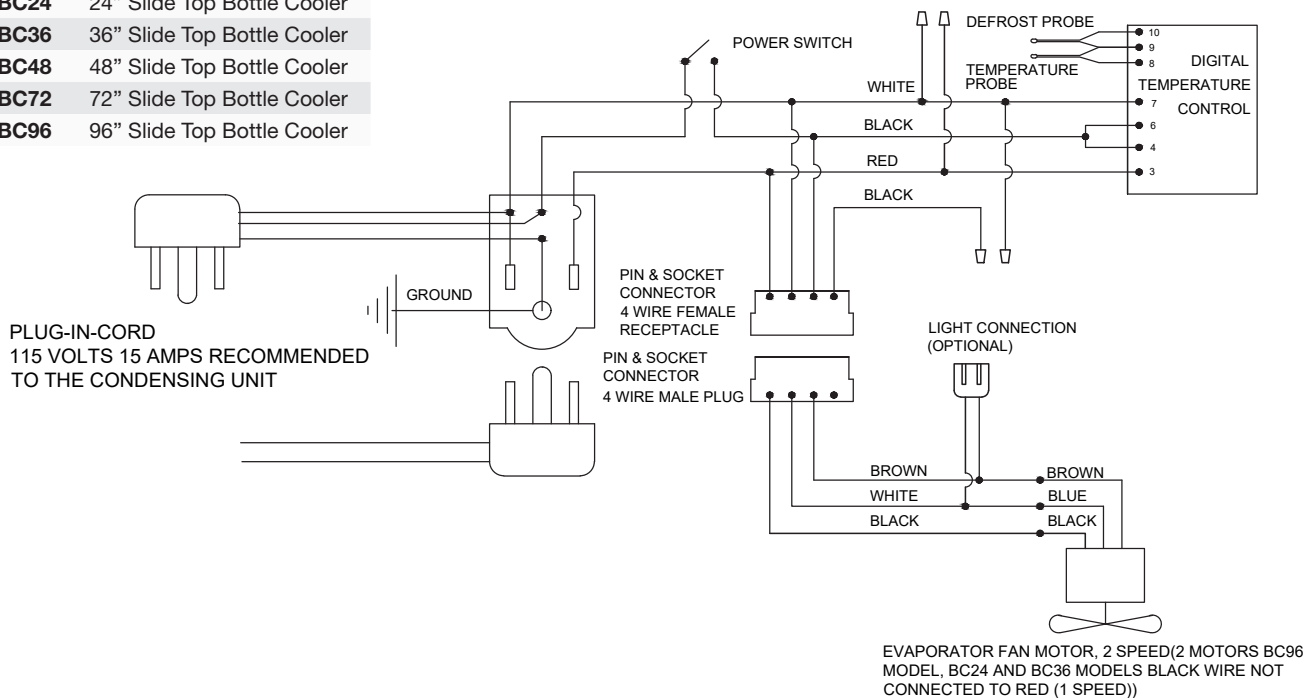 BC24 24" Slide Top Bottle Cooler
BC36 36" Slide Top Bottle Cooler
BC48 48" Slide Top Bottle Cooler
BC72 72" Slide Top Bottle Cooler
BC96 96" Slide Top Bottle Cooler
POWER SWITCH
DEFROST PROBE
TEMPERATURE
PROBE
10
9
8
7
6
4
3
DIGITAL
TEMPERATURE
CONTROL
WHITE
BLACK
RED
BLACK
GROUND
PLUG-IN-CORD
115 VOLTS 15 AMPS RECOMMENDED
TO THE CONDENSING UNIT
PIN & SOCKET
CONNECTOR
4 WIRE FEMALE
RECEPTACLE
PIN & SOCKET
CONNECTOR
4 WIRE MALE PLUG
LIGHT CONNECTION
(OPTIONAL)
BROWN
BROWN
WHITE
BLUE
BLACK
BLACK
EVAPORATOR FAN MOTOR, 2 SPEED(2 MOTORS BC96
MODEL, BC24 AND BC36 MODELS BLACK WIRE NOT
CONNECTED TO RED (1 SPEED))